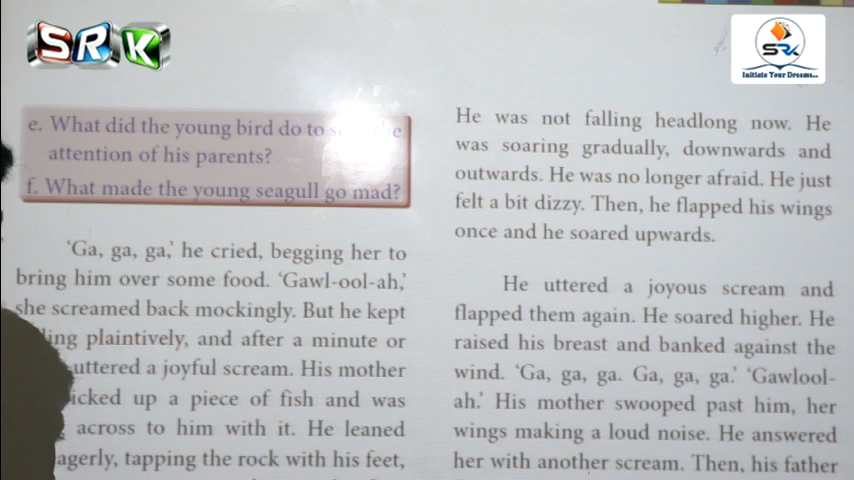 SRK
SRK
Initiate Your Dreams...
e. What did the young bird do to
attention of his parents?
f. What made the young seagull go mad?
'Ga, ga, ga,' he cried, begging her to
bring him over some food. 'Gawl-ool-ah,'
she screamed back mockingly. But he kept
plaintively, and after a minute or
uttered a joyful scream. His mother
up a piece of fish and was
across to him with it. He leaned
tapping the rock with his feet,
He was not falling headlong now. He
was soaring gradually, downwards and
outwards. He was no longer afraid. He just
felt a bit dizzy. Then, he flapped his wings
once and he soared upwards.
He uttered a joyous scream and
flapped them again. He soared higher. He
raised his breast and banked against the
wind. 'Ga, ga, ga. Ga, ga, ga.' 'Gawlool-
ah.' His mother swooped past him, her
wings making a loud noise. He answered
her with another scream. Then, his father